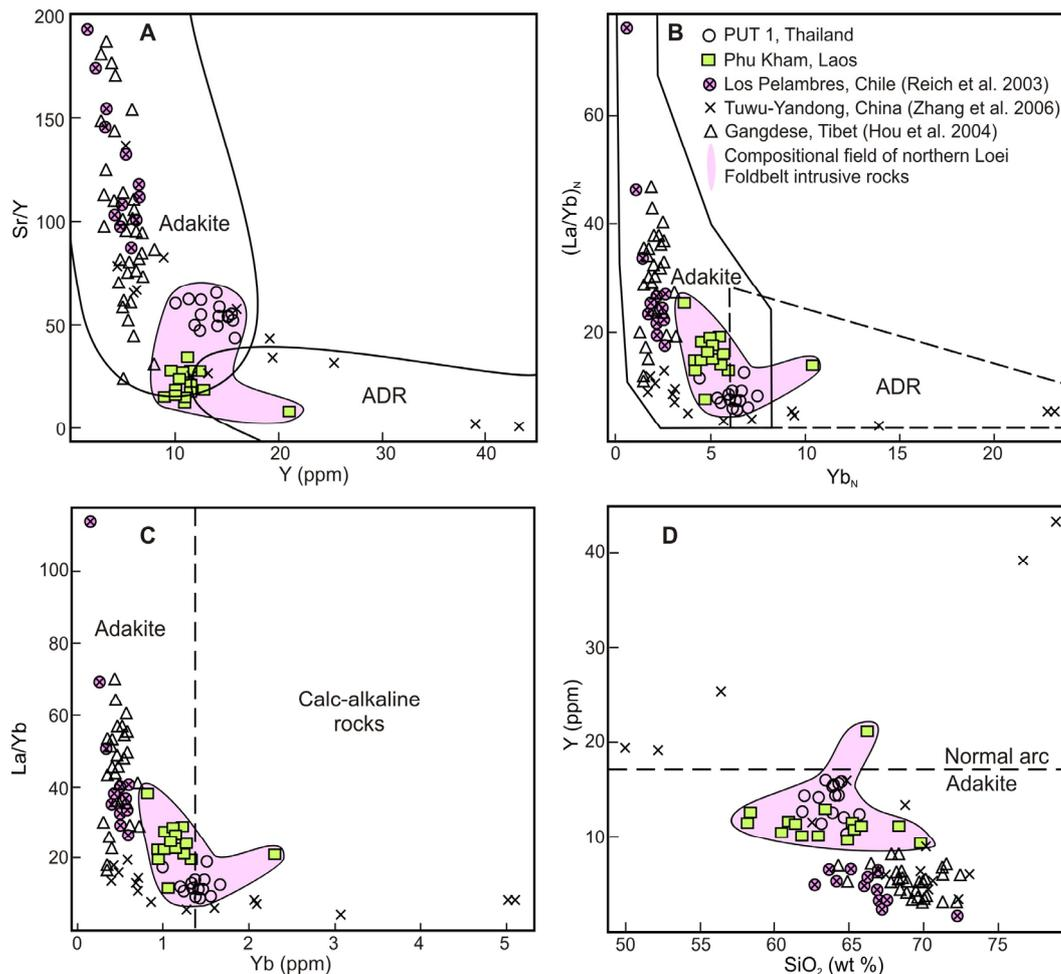 A
200
150
100
50
0
Sr/Y
Adakite
ADR
10
20
30
40
Y (ppm)
B
PUT 1, Thailand
Phu Kham, Laos
Los Pelambres, Chile (Reich et al. 2003)
Tuwu-Yandong, China (Zhang et al. 2006)
Gangdese, Tibet (Hou et al. 2004)
Compositional field of northern Loei
Foldbelt intrusive rocks
60
40
20
(La/Yb)N
Adakite
ADR
0
5
10
15
20
YbN
C
100
80
60
40
20
0
La/Yb
Adakite
Calc-alkaline
rocks
0
1
2
3
4
5
Yb (ppm)
D
40
30
20
10
Y (ppm)
Normal arc
Adakite
50
55
60
65
70
75
SiO2 (wt %)